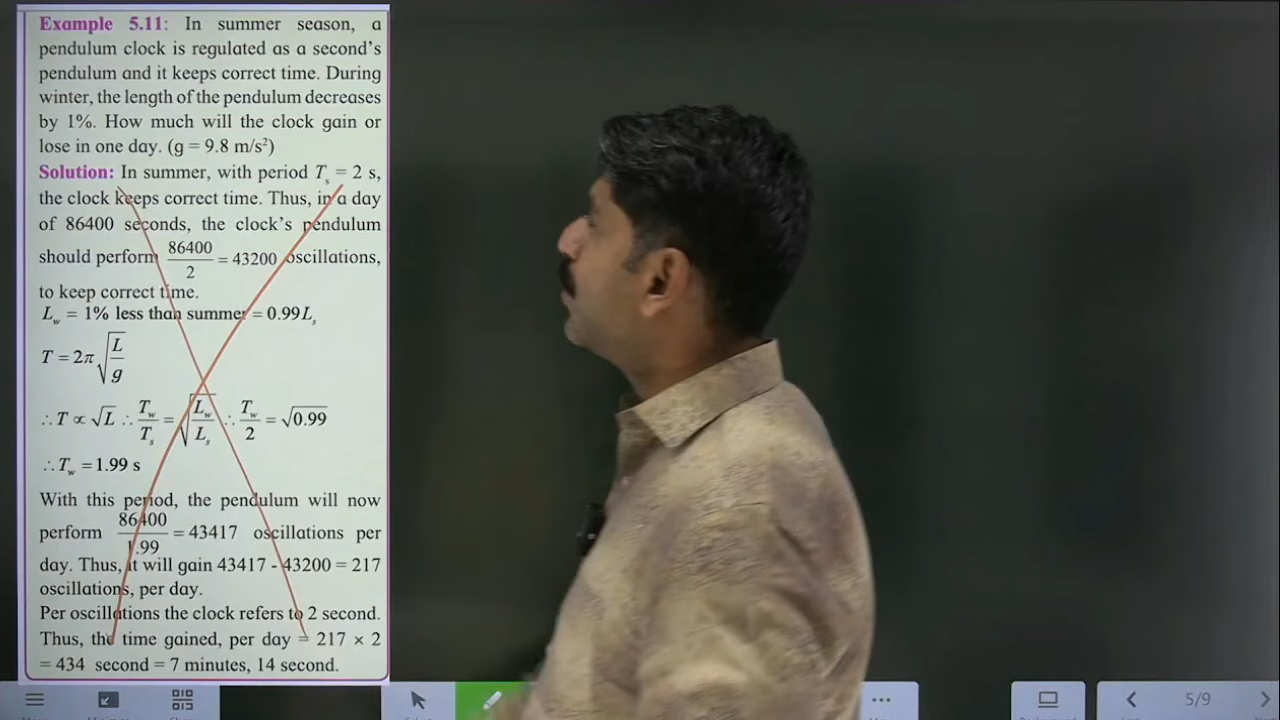 Example 5.11: In summer season, a
pendulum clock is regulated as a second's
pendulum and it keeps correct time. During
winter, the length of the pendulum decreases
by 1%. How much will the clock gain or
lose in one day. (g = 9.8 m/s²)
Solution: In summer, with period Tₛ = 2 s,
the clock keeps correct time. Thus, in a day
of 86400 seconds, the clock's pendulum
should perform 86400/2 = 43200 oscillations,
to keep correct time.
L_w = 1% less than summer = 0.99Lₛ
T = 2π√(L/g)
∴ T ∝ √L ∴ T_w/Tₛ = √(L_w/Lₛ) ∴ T_w/2 = √0.99
∴ T_w = 1.99 s
With this period, the pendulum will now
perform 86400/1.99 = 43417 oscillations per
day. Thus, it will gain 43417 - 43200 = 217
oscillations, per day.
Per oscillations the clock refers to 2 second.
Thus, the time gained, per day = 217 × 2
= 434 second = 7 minutes, 14 second.
5/9